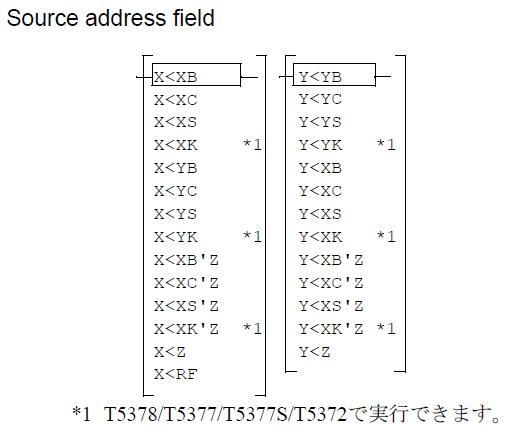 Source address field
X<XB Y<YB
X<XC Y<YC
X<XS Y<YS
X<XK *1 Y<YK *1
X<YB Y<XB
X<YC Y<XC
X<YS Y<XS
X<YK *1 Y<XK *1
X<XB'Z Y<XB'Z
X<XC'Z Y<XC'Z
X<XS'Z Y<XS'Z
X<XK'Z *1 Y<XK'Z *1
X<Z Y<Z
X<RF
*1 T5378/T5377/T5377S/T5372で実行できます。